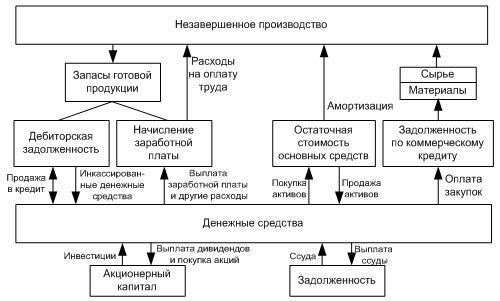 Незавершенное производство
Расходы
на оплату
труда
Запасы готовой
продукции
Сырье
Материалы
Амортизация
Дебиторская
задолженность
Начисление
заработной
платы
Остаточная
стоимость
основных средств
Задолженность
по коммерческому
кредиту
Продажа
в кредит
Инкассирован-
ные денежные
средства
Выплата
заработной платы
и другие расходы
Покупка
активов
Продажа
активов
Оплата
закупок
Денежные средства
Инвестиции
Выплата дивидендов
и покупка акций
Ссуда
Выплата
ссуды
Акционерный
капитал
Задолженность